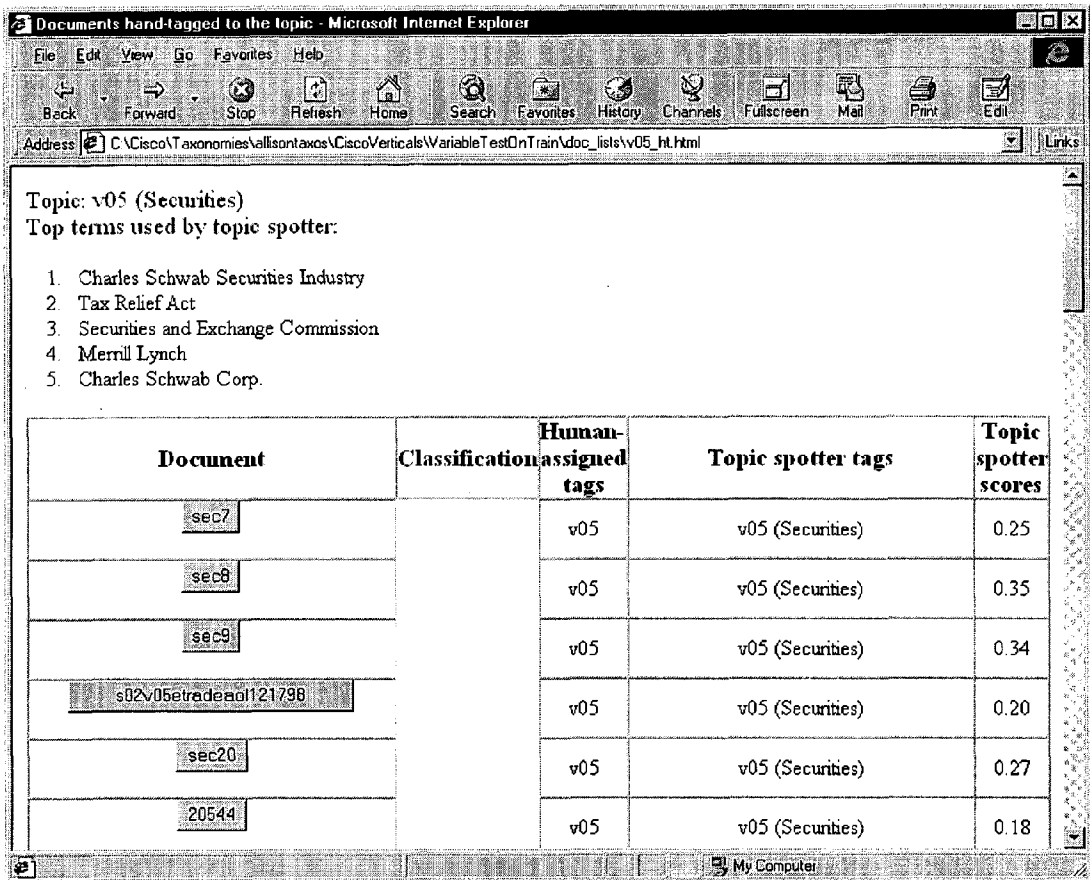 Documents hand-tagged to the topic - Microsoft Internet Explorer
File Edit View Go Favorites Help
Back Forward Stop Refresh Home Search Favorites History Channels Fullscreen Mail Print Edit
Address C:\Cisco\Taxonomies\allisontaxos\CiscoVerticals\VariableTestOnTrain\doc_lists\v05_ht.html Links
Topic: v05 (Securities)
Top terms used by topic spotter:
1. Charles Schwab Securities Industry
2. Tax Relief Act
3. Securities and Exchange Commission
4. Merrill Lynch
5. Charles Schwab Corp.
Document Classification Human-assigned tags Topic spotter tags Topic spotter scores
sec7 v05 v05 (Securities) 0.25
sec8 v05 v05 (Securities) 0.35
sec9 v05 v05 (Securities) 0.34
s02v05etradeaol121798 v05 v05 (Securities) 0.20
sec20 v05 v05 (Securities) 0.27
20544 v05 v05 (Securities) 0.18
My Computer